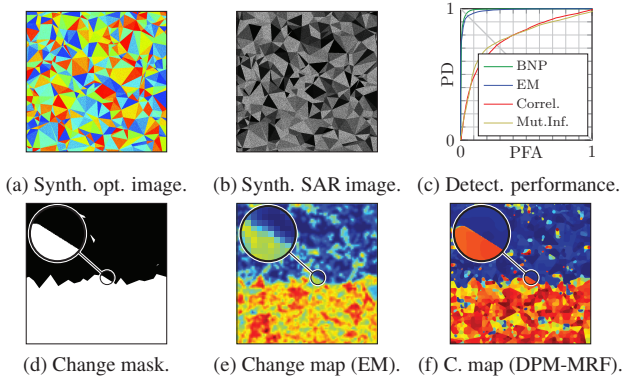 1
PD
0
0
PFA
1
BNP
EM
Correl.
Mut.Inf.
(a) Synth. opt. image.
(b) Synth. SAR image.
(c) Detect. performance.
(d) Change mask.
(e) Change map (EM).
(f) C. map (DPM-MRF).